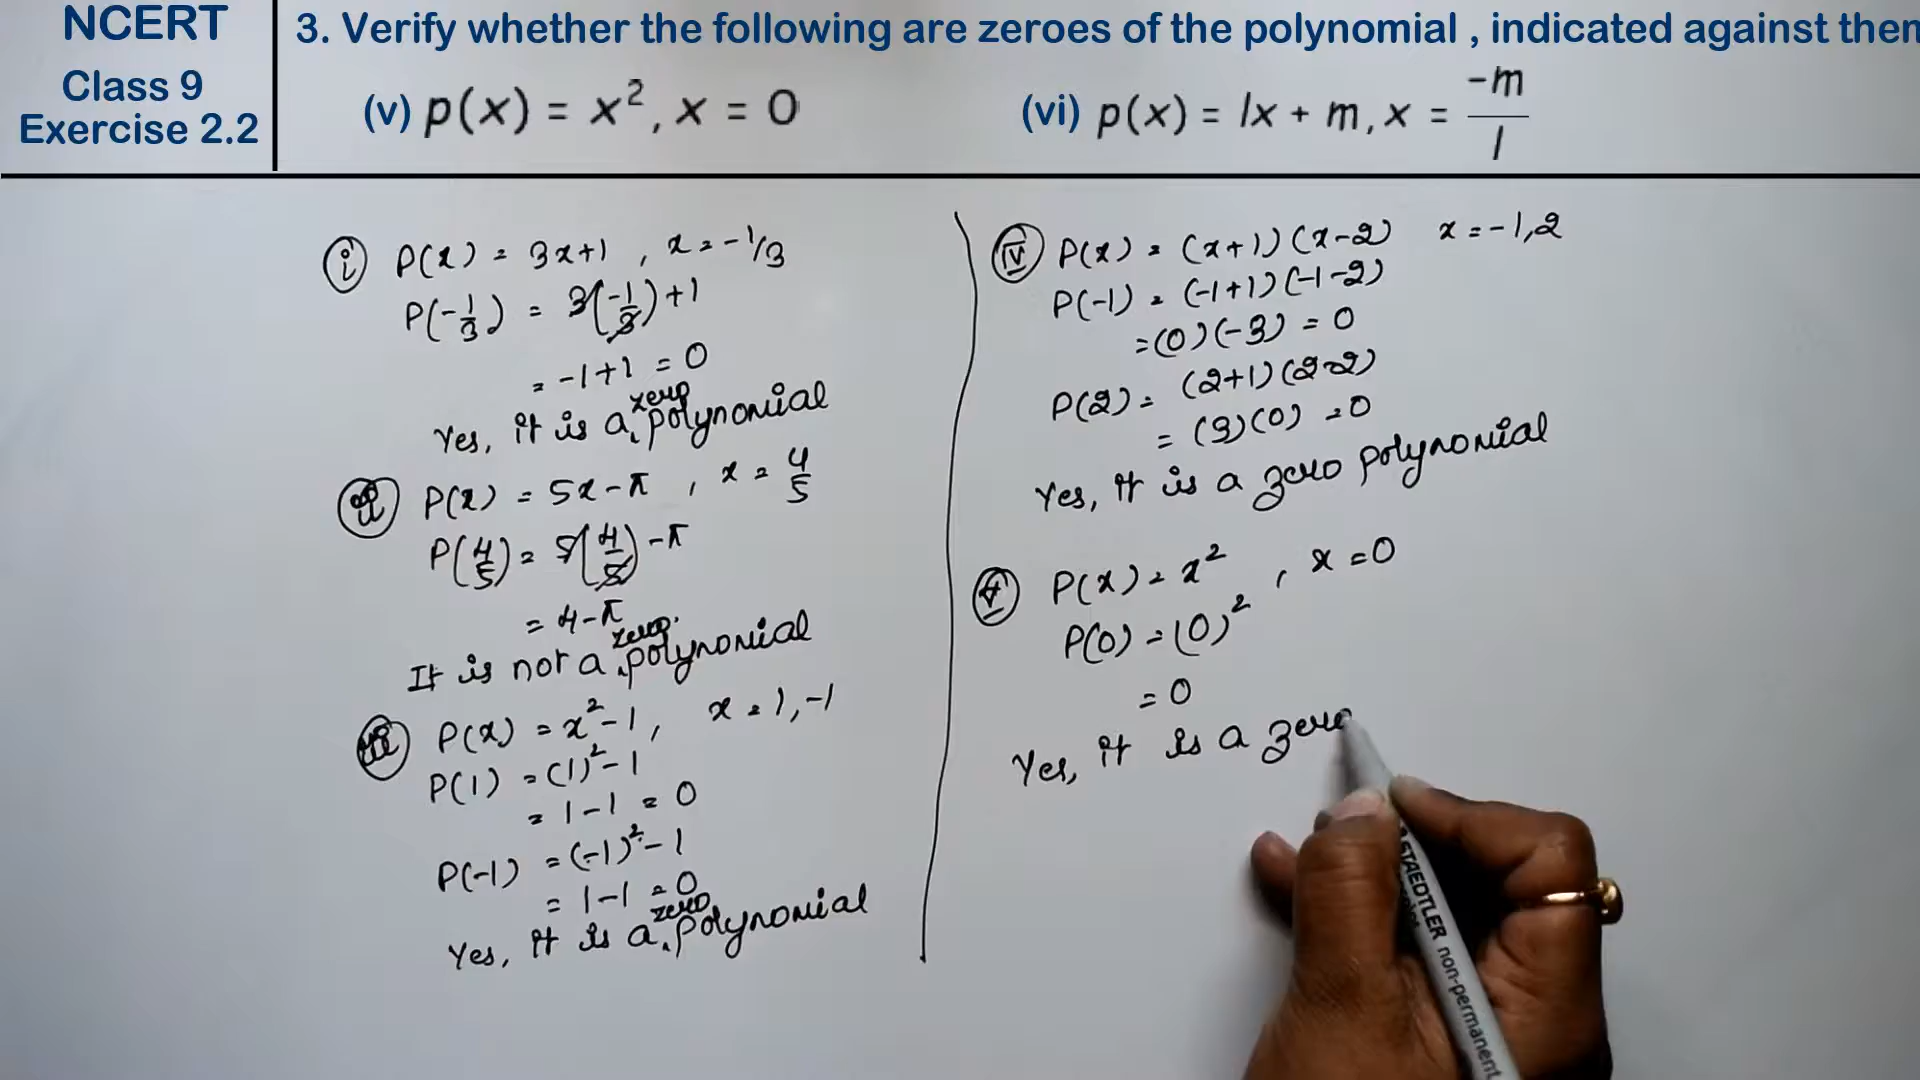 NCERT
Class 9
Exercise 2.2
3. Verify whether the following are zeroes of the polynomial , indicated against then
(v) p(x) = x², x = 0
(vi) p(x) = lx + m, x = -m/l
(i) P(x) = 3x+1 , x = -1/3
P(-1/3) = 3(-1/3)+1
= -1+1 = 0
Yes, it is a zero polynomial
(ii) P(x) = 5x-π , x = 4/5
P(4/5) = 5(4/5)-π
= 4-π
It is not a zero polynomial
(iii) P(x) = x²-1, x = 1,-1
P(1) = (1)²-1
= 1-1 = 0
P(-1) = (-1)²-1
= 1-1 = 0
Yes, it is a zero polynomial
(iv) P(x) = (x+1)(x-2) x = -1,2
P(-1) = (-1+1)(-1-2)
= (0)(-3) = 0
P(2) = (2+1)(2-2)
= (3)(0) = 0
Yes, it is a zero polynomial
(v) P(x) = x² , x = 0
P(0) = (0)²
= 0
Yes, it is a zero
STAEDTLER non-permanent